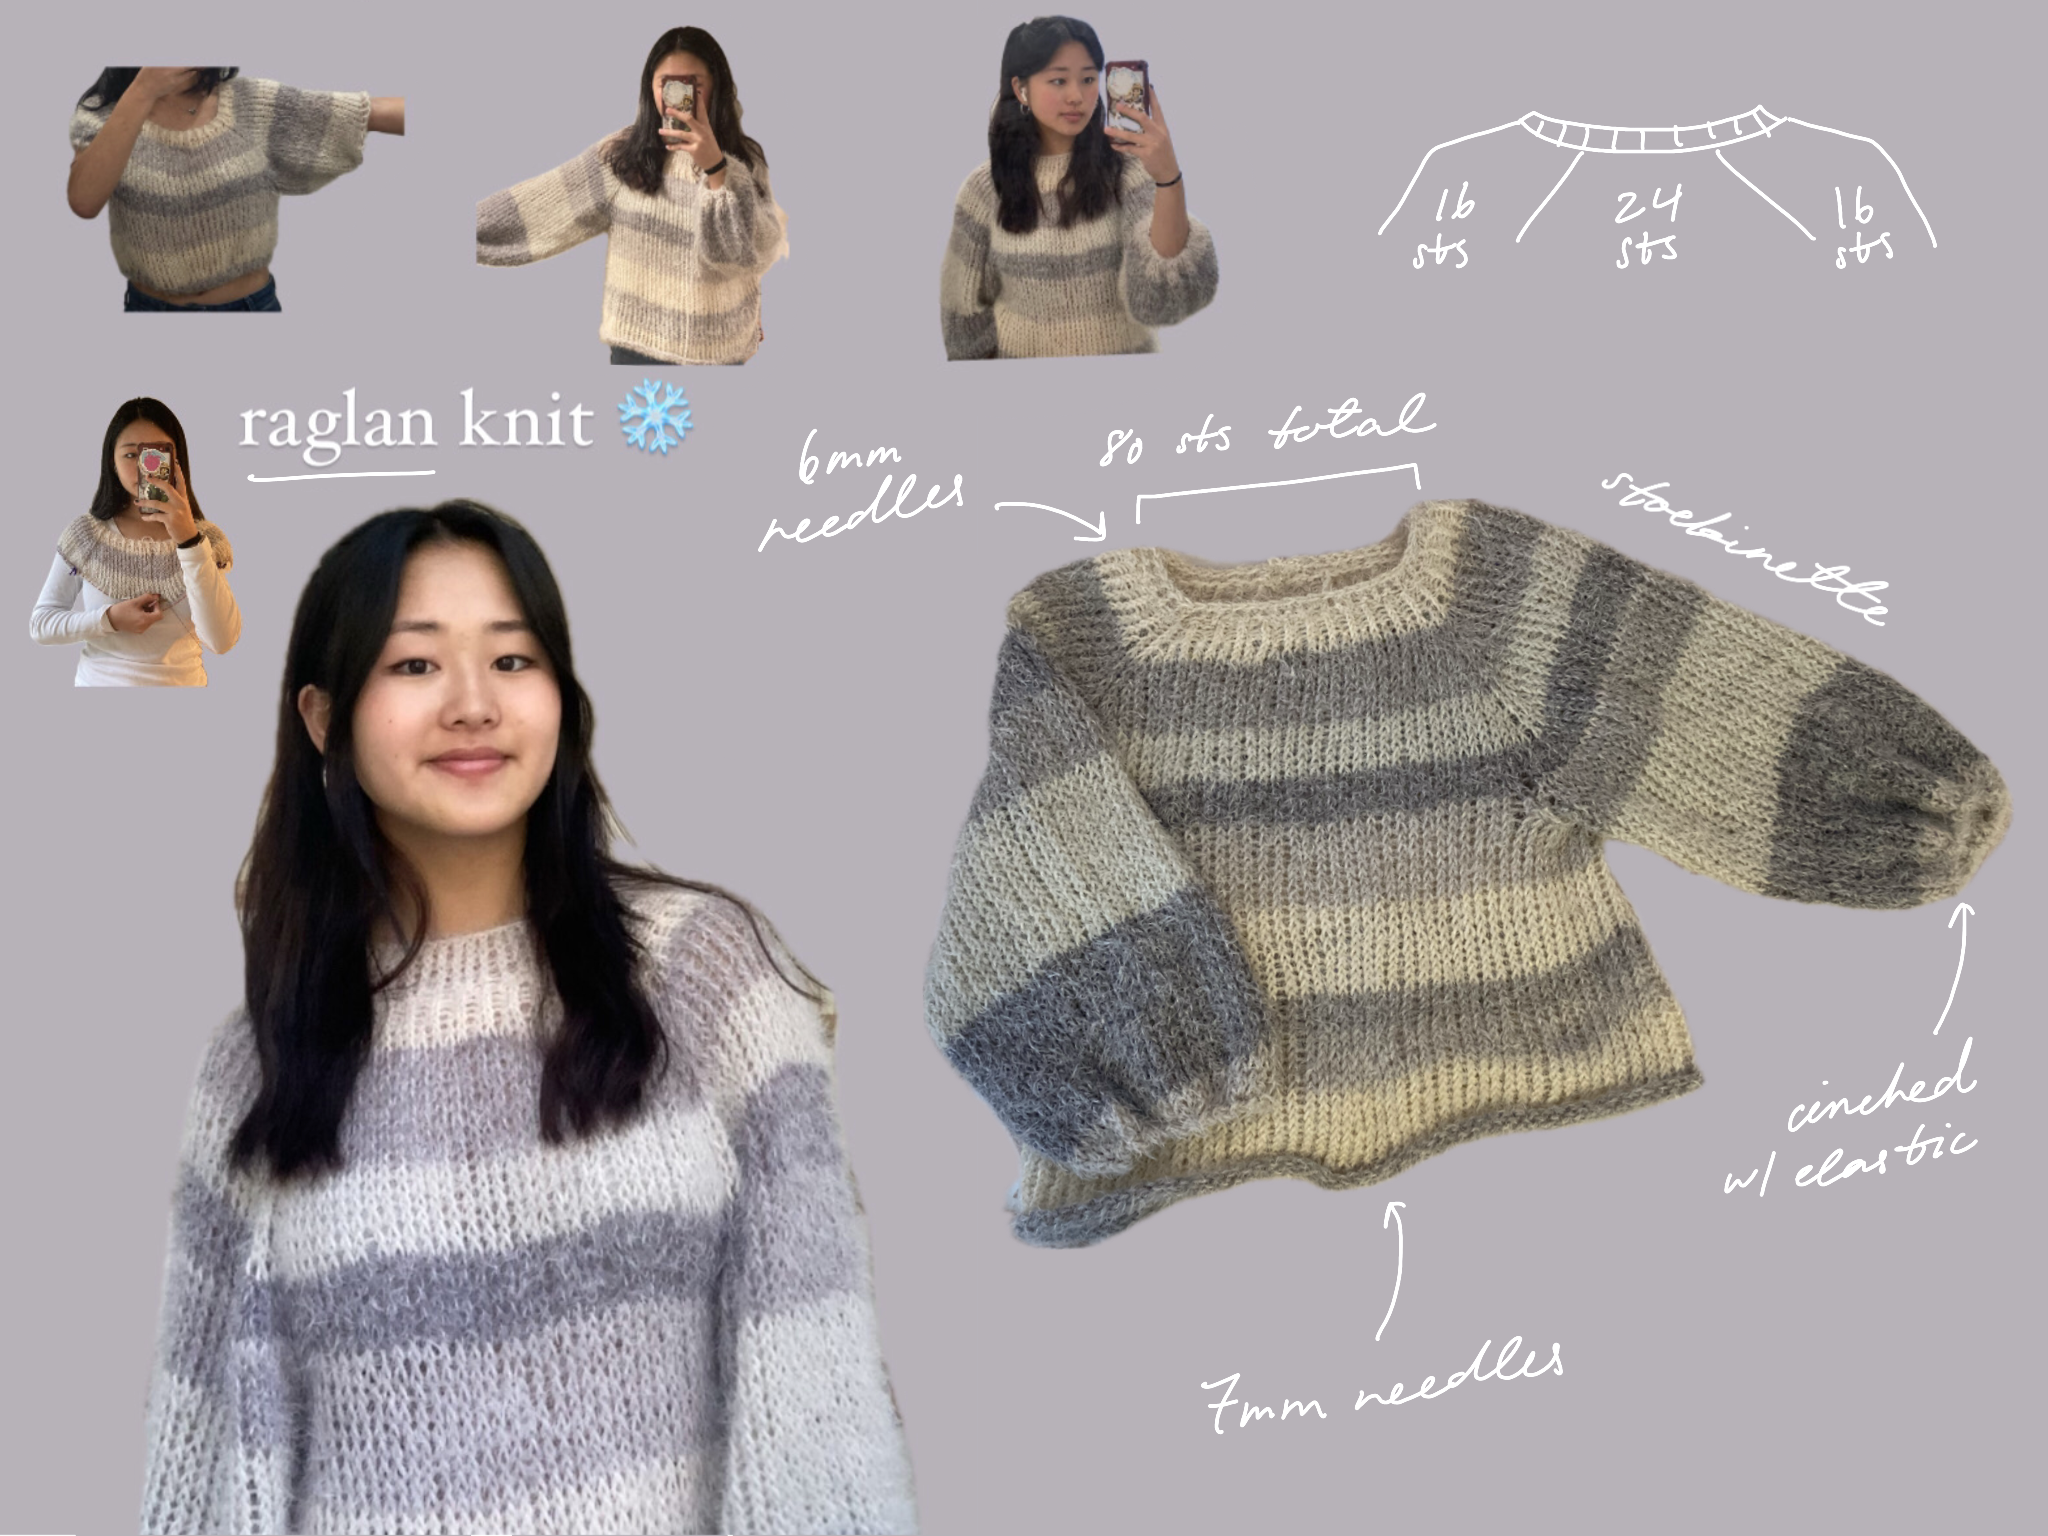 16
sts
24
sts
16
sts
raglan knit
6mm
needles
80 sts total
stockinette
cinched
w/ elastic
7mm needles